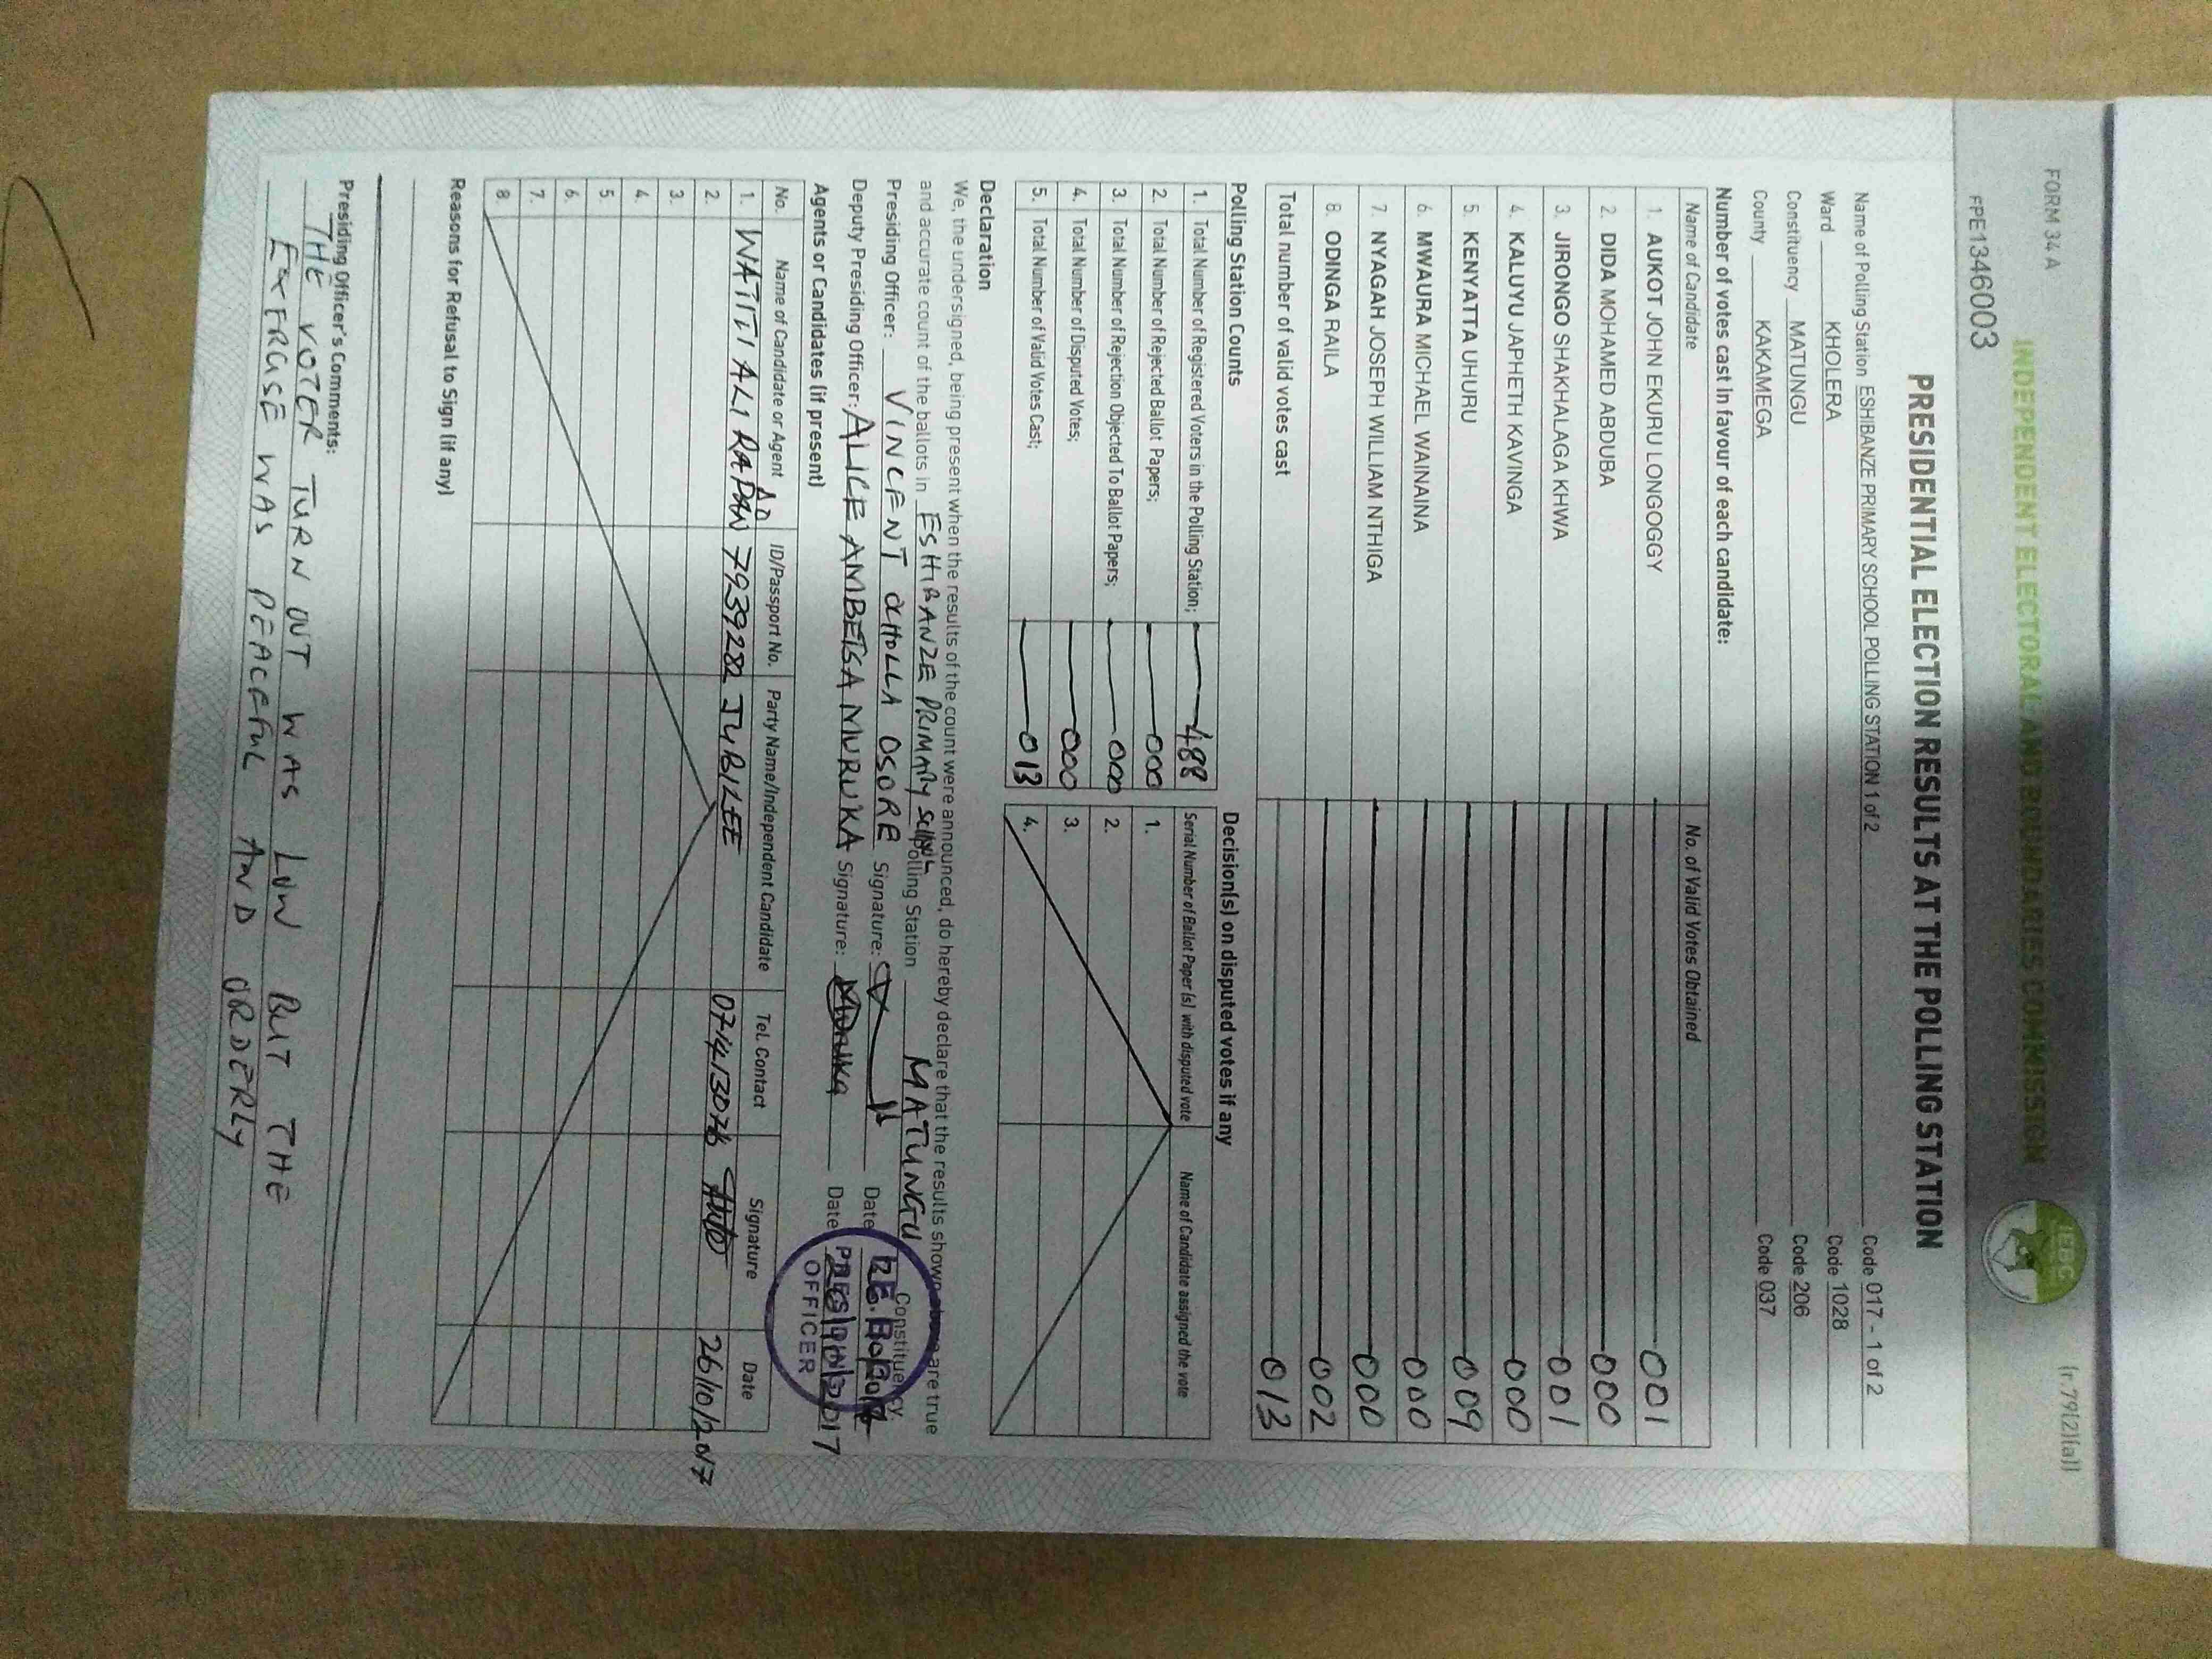 FORM 34 A
(r.79(2)(a))
INDEPENDENT ELECTORAL AND BOUNDARIES COMMISSION
IEBC
PPE1346003
PRESIDENTIAL ELECTION RESULTS AT THE POLLING STATION
Name of Polling Station ESHIBANZE PRIMARY SCHOOL POLLING STATION 1 of 2 Code 017 - 1 of 2
Ward KHOLERA Code 1028
Constituency MATUNGU Code 206
County KAKAMEGA Code 037
Number of votes cast in favour of each candidate:
Name of Candidate No. of Valid Votes Obtained
1. AUKOT JOHN EKURU LONGOGGY 001
2. DIDA MOHAMED ABDUBA 000
3. JIRONGO SHAKHALAGA KHWA 001
4. KALUYU JAPHETH KAVINGA 000
5. KENYATTA UHURU 009
6. MWAURA MICHAEL WAINAINA 000
7. NYAGAH JOSEPH WILLIAM NTHIGA 000
8. ODINGA RAILA 002
Total number of valid votes cast 013
Polling Station Counts
1. Total Number of Registered Voters in the Polling Station; 488
2. Total Number of Rejected Ballot Papers; 000
3. Total Number of Rejection Objected To Ballot Papers; 000
4. Total Number of Disputed Votes; 000
5. Total Number of Valid Votes Cast; 013
Decision(s) on disputed votes if any
Serial Number of Ballot Paper (s) with disputed vote Name of Candidate assigned the vote
1.
2.
3.
4.
Declaration
We, the undersigned, being present when the results of the count were announced, do hereby declare that the results shown above are true
and accurate count of the ballots in ESHIBANZE PRIMARY SCHOOL Polling Station MATUNGU Constituency
Presiding Officer: VINCENT OCHOLLA OSORE Signature: Date
Deputy Presiding Officer: ALICE AMBETSA MURUKA Signature: Muruka Date 26/10/2017
PRESIDING
OFFICER
Agents or Candidates (if present)
No. Name of Candidate or Agent ID/Passport No. Party Name/Independent Candidate Tel. Contact Signature Date
1. WATITI ALI 7939282 JUBILEE 26/10/2017
2.
3.
4.
5.
6.
7.
8.
Reasons for Refusal to Sign (if any)
Presiding Officer's Comments:
THE VOTER TURN OUT WAS LOW BUT THE
EXERCISE WAS PEACEFUL AND ORDERLY